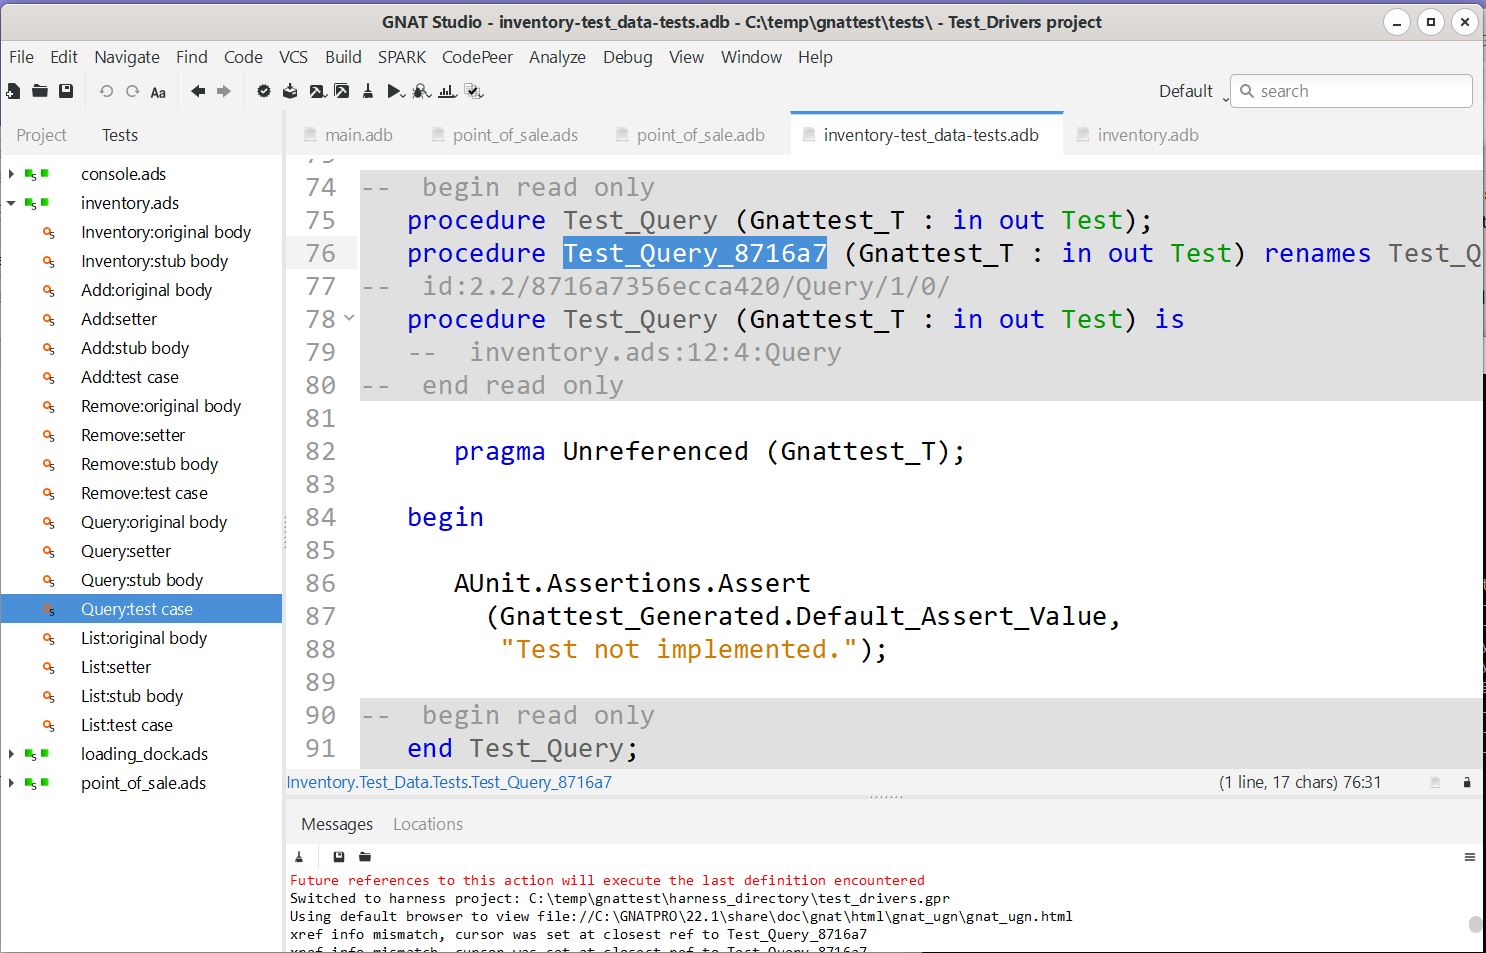 GNAT Studio - inventory-test_data-tests.adb - C:\temp\gnattest\tests\ - Test_Drivers project
File Edit Navigate Find Code VCS Build SPARK CodePeer Analyze Debug View Window Help
Aa
Default
search
Project Tests
main.adb point_of_sale.ads point_of_sale.adb inventory-test_data-tests.adb inventory.adb
console.ads
inventory.ads
Inventory:original body
Inventory:stub body
Add:original body
Add:setter
Add:stub body
Add:test case
Remove:original body
Remove:setter
Remove:stub body
Remove:test case
Query:original body
Query:setter
Query:stub body
Query:test case
List:original body
List:setter
List:stub body
List:test case
loading_dock.ads
point_of_sale.ads
74 --  begin read only
75 procedure Test_Query (Gnattest_T : in out Test);
76 procedure Test_Query_8716a7 (Gnattest_T : in out Test) renames Test_Q
77 --  id:2.2/8716a7356ecca420/Query/1/0/
78 procedure Test_Query (Gnattest_T : in out Test) is
79 --  inventory.ads:12:4:Query
80 --  end read only
81
82 pragma Unreferenced (Gnattest_T);
83
84 begin
85
86 AUnit.Assertions.Assert
87 (Gnattest_Generated.Default_Assert_Value,
88 "Test not implemented.");
89
90 --  begin read only
91 end Test_Query;
Inventory.Test_Data.Tests.Test_Query_8716a7
(1 line, 17 chars) 76:31
Messages Locations
Future references to this action will execute the last definition encountered
Switched to harness project: C:\temp\gnattest\harness_directory\test_drivers.gpr
Using default browser to view file://C:\GNATPRO\22.1\share\doc\gnat\html\gnat_ugn\gnat_ugn.html
xref info mismatch, cursor was set at closest ref to Test_Query_8716a7
xref info mismatch, cursor was set at closest ref to Test_Query_8716a7